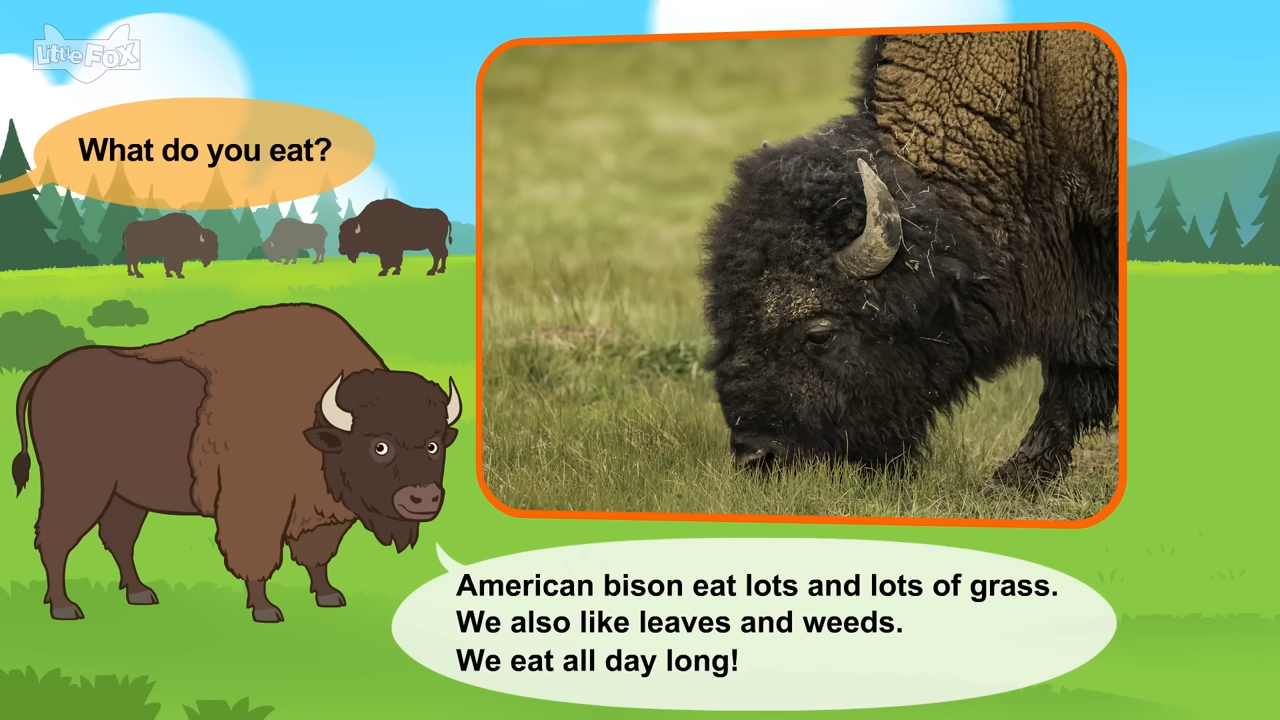 Little Fox
What do you eat?
American bison eat lots and lots of grass.
We also like leaves and weeds.
We eat all day long!